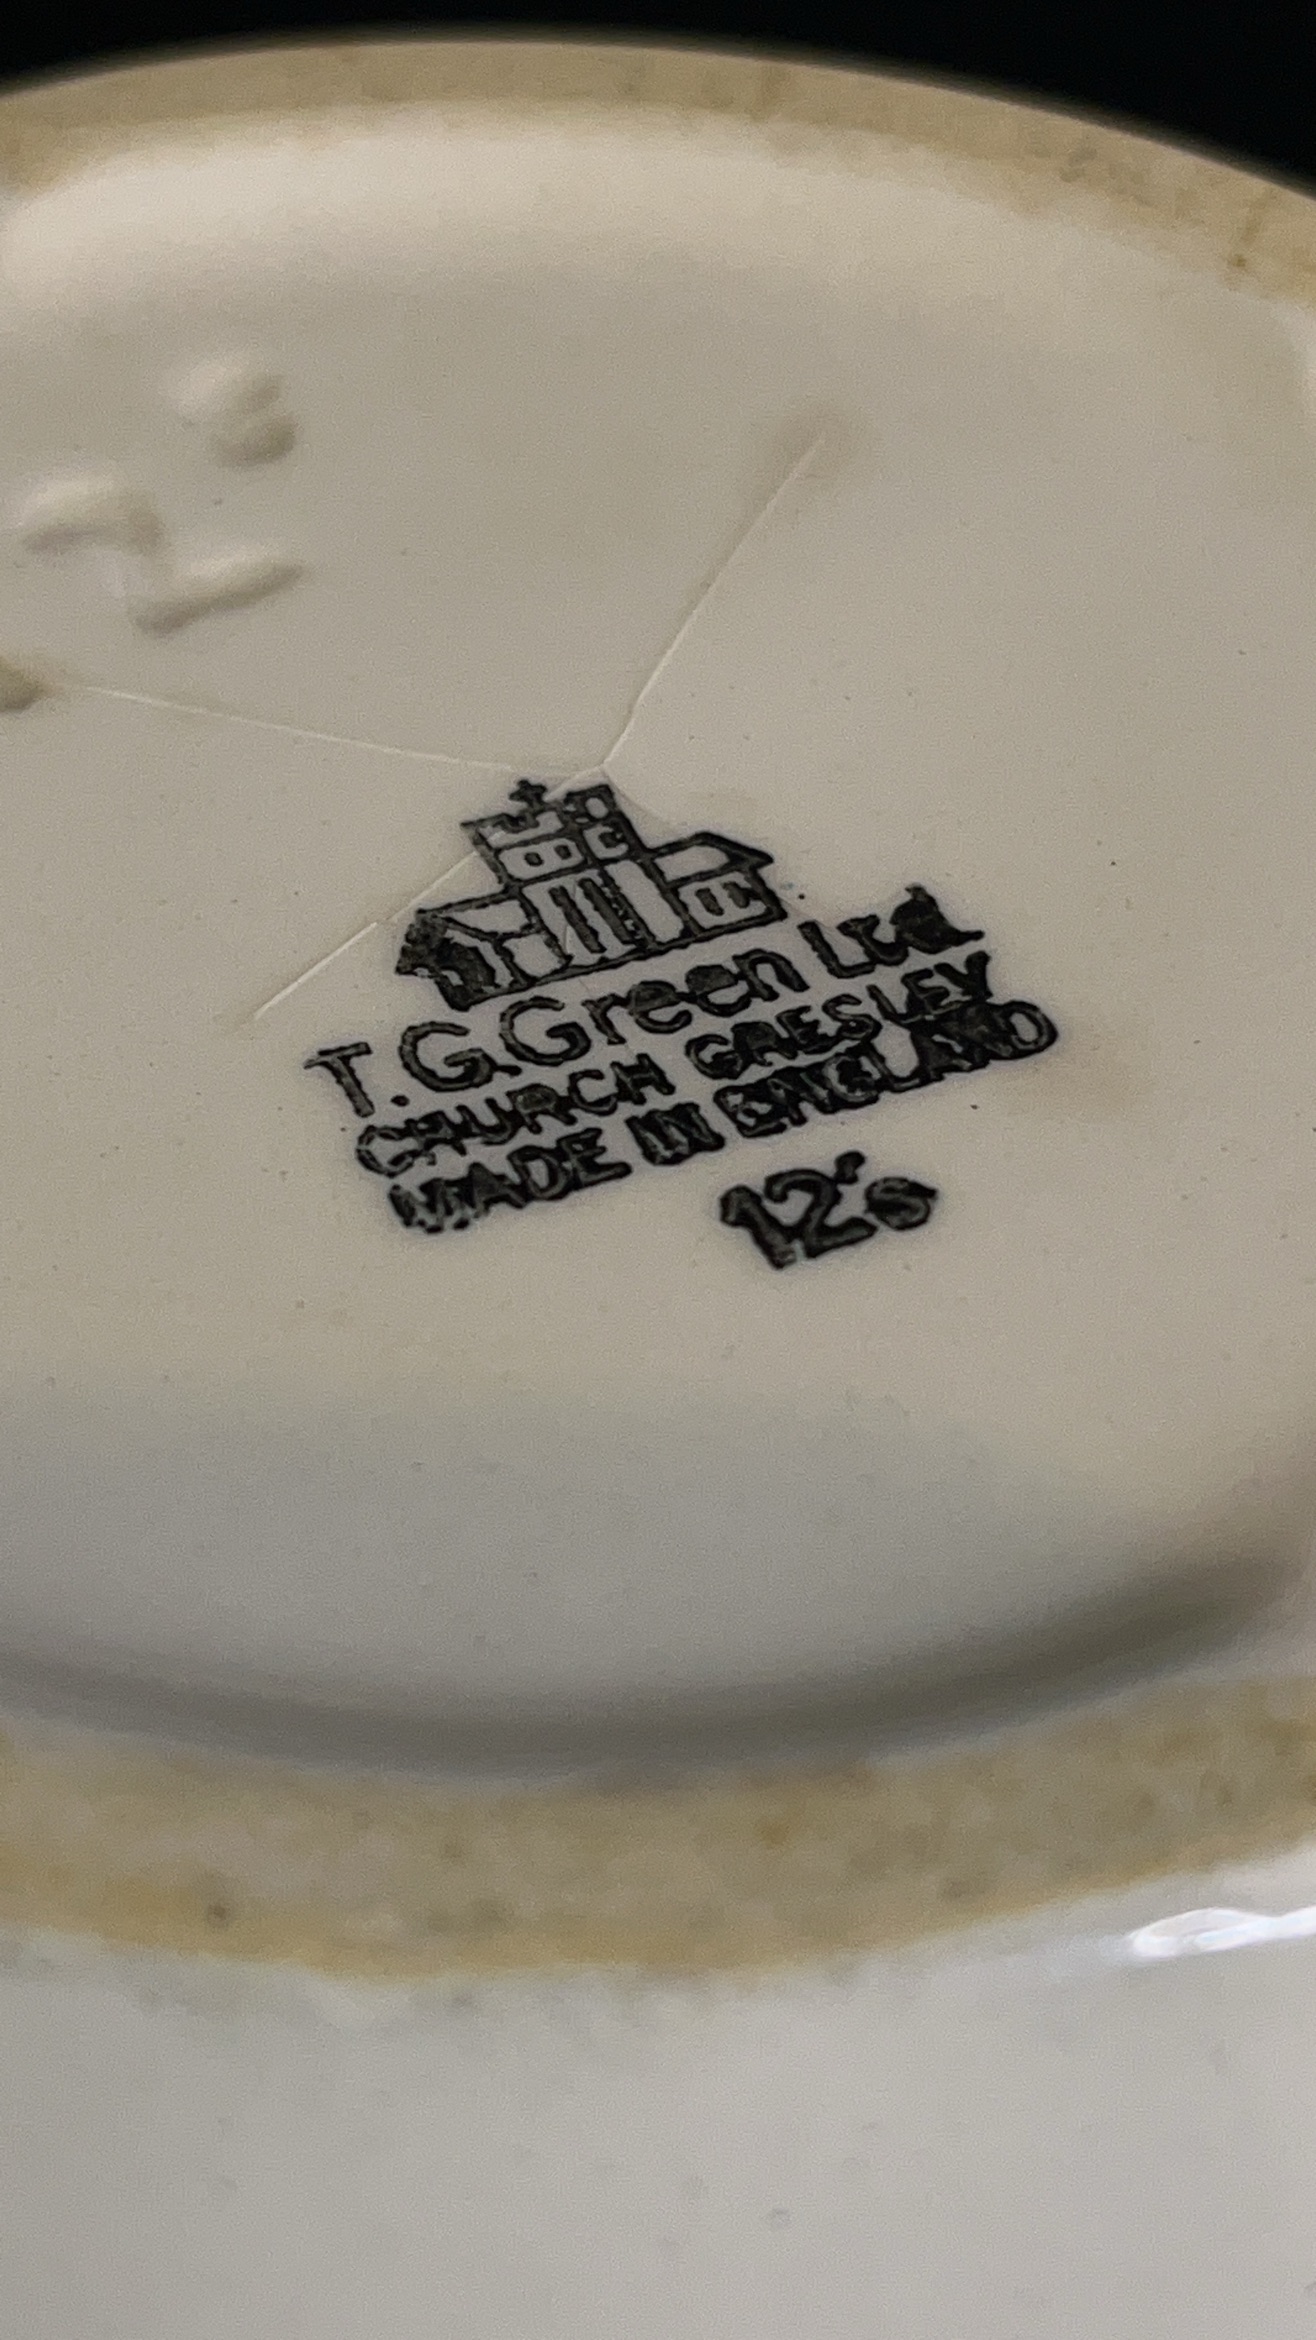 T.G.Green Ltd
CHURCH GRESLEY
MADE IN ENGLAND
12's